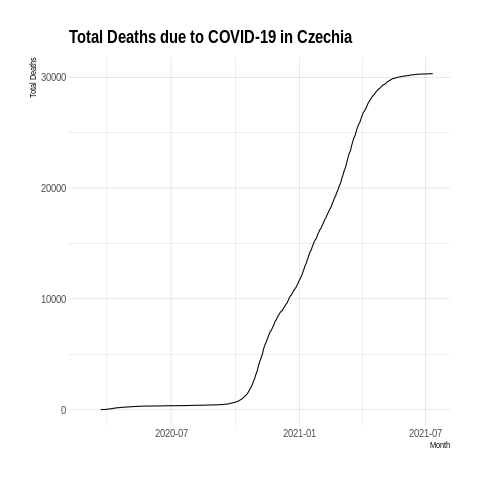 Total Deaths due to COVID-19 in Czechia
Total Deaths
30000
20000
10000
0
2020-07 2021-01 2021-07
Month